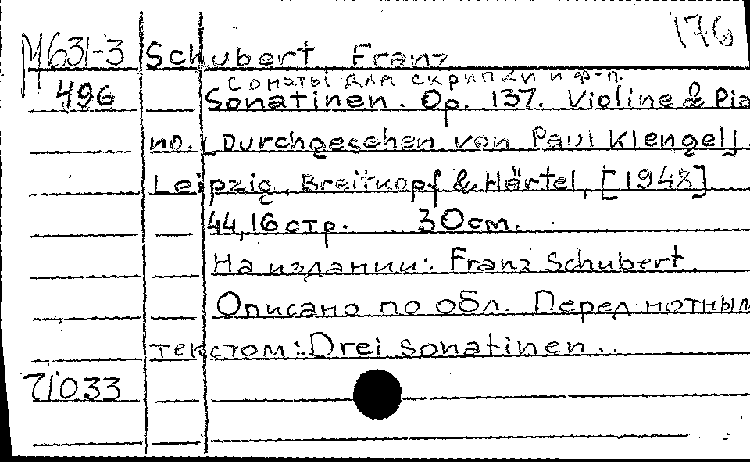 176
М631-3 Schubert, Franz
Сонаты для скрипки и ф-п.
496 Sonatinen. Op. 137. Violine & Pia
no. [Durchgesehen von Paul Klengel].
Leipzig, Breitkopf & Härtel, [1948]
44, 16 стр. 30 cm.
На издании: Franz Schubert
Описано по обл. Перед нотным
текстом: Drei sonatinen..
71033